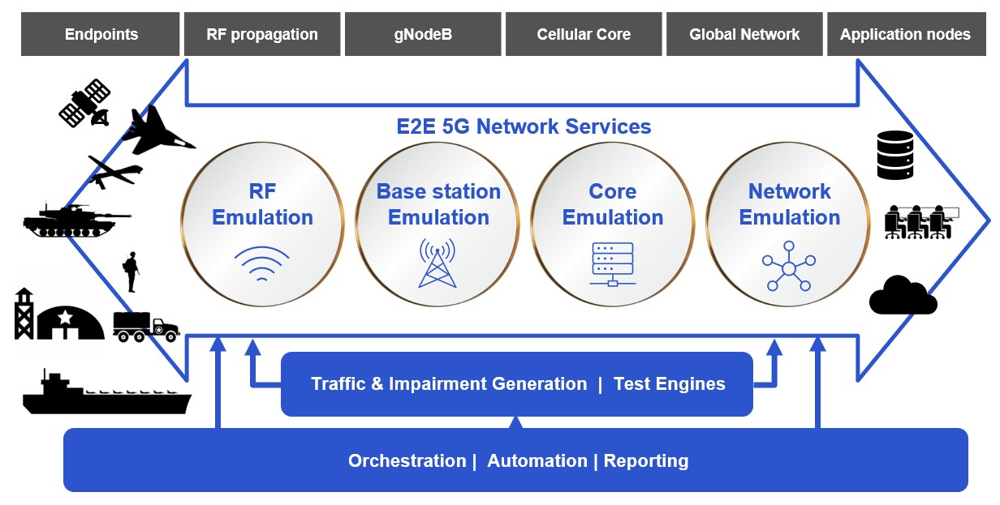 Endpoints
RF propagation
gNodeB
Cellular Core
Global Network
Application nodes
E2E 5G Network Services
RF
Emulation
Base station
Emulation
Core
Emulation
Network
Emulation
Traffic & Impairment Generation | Test Engines
Orchestration | Automation | Reporting